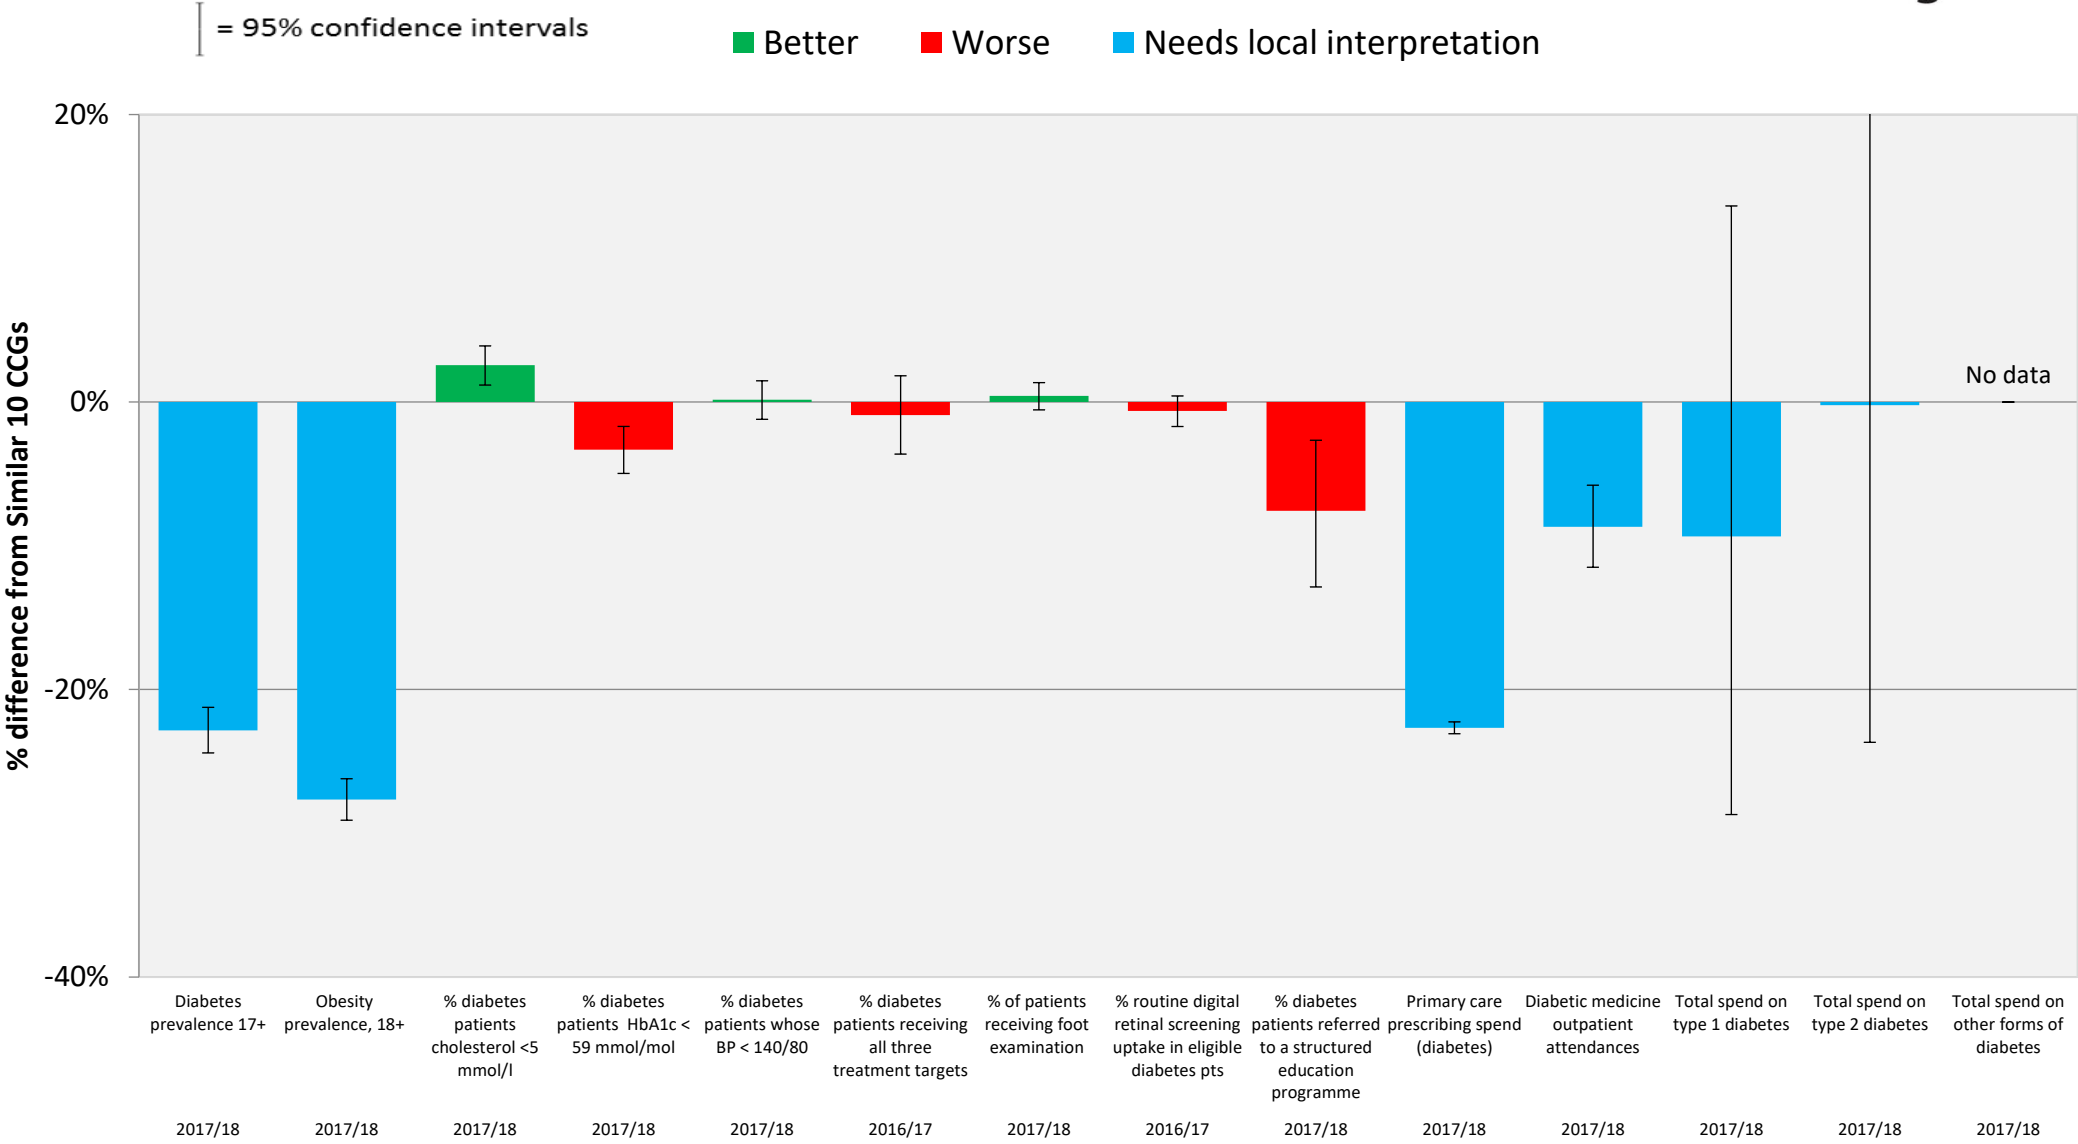 = 95% confidence intervals
Better
Worse
Needs local interpretation
% difference from Similar 10 CCGs
20%
0%
-20%
-40%
No data
Diabetes
prevalence 17+
2017/18
Obesity
prevalence, 18+
2017/18
% diabetes
patients
cholesterol <5
mmol/l
2017/18
% diabetes
patients HbA1c <
59 mmol/mol
2017/18
% diabetes
patients whose
BP < 140/80
2017/18
% diabetes
patients receiving
all three
treatment targets
2016/17
% of patients
receiving foot
examination
2017/18
% routine digital
retinal screening
uptake in eligible
diabetes pts
2016/17
% diabetes
patients referred
to a structured
education
programme
2017/18
Primary care
prescribing spend
(diabetes)
2017/18
Diabetic medicine
outpatient
attendances
2017/18
Total spend on
type 1 diabetes
2017/18
Total spend on
type 2 diabetes
2017/18
Total spend on
other forms of
diabetes
2017/18